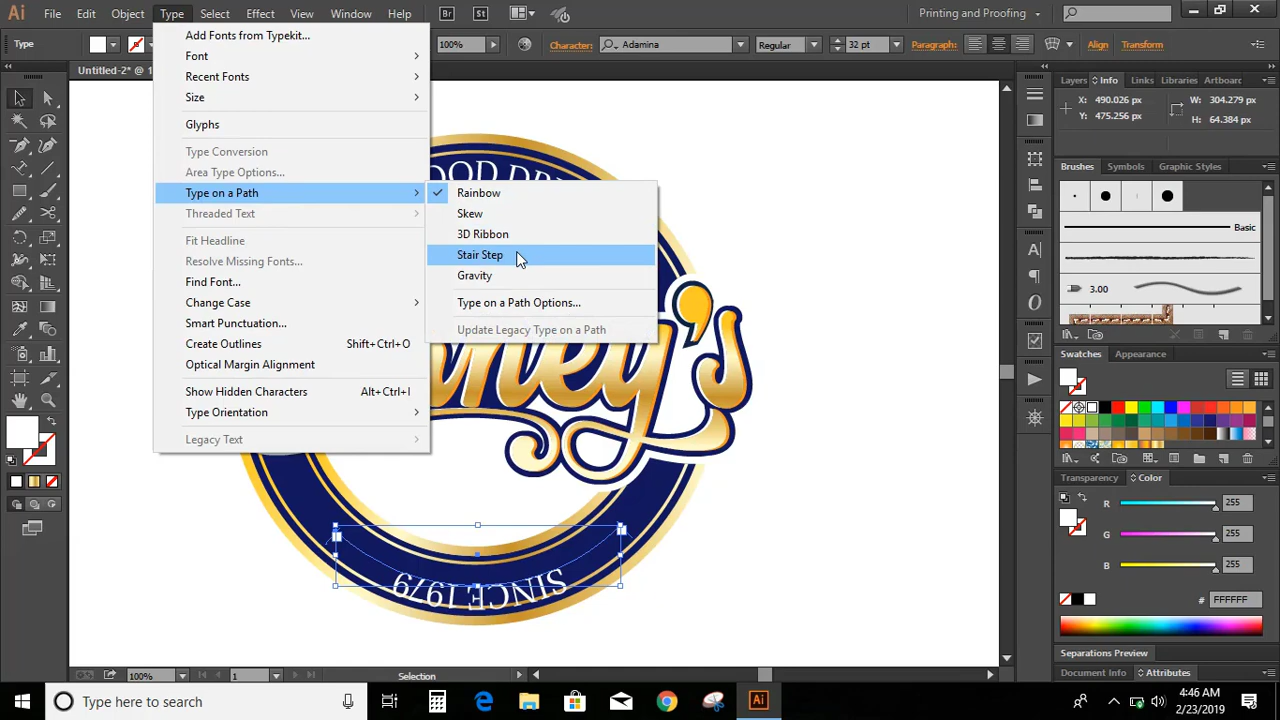 Ai File Edit Object Type Select Effect View Window Help Br St Printing and Proofing
Type 100% Character: Adamina Regular 32 pt Paragraph: Align Transform
Untitled-2* @ 1
Add Fonts from Typekit...
Font
Recent Fonts
Size
Glyphs
Type Conversion
Area Type Options...
Type on a Path
Threaded Text
Fit Headline
Resolve Missing Fonts...
Find Font...
Change Case
Smart Punctuation...
Create Outlines Shift+Ctrl+O
Optical Margin Alignment
Show Hidden Characters Alt+Ctrl+I
Type Orientation
Legacy Text
Rainbow
Skew
3D Ribbon
Stair Step
Gravity
Type on a Path Options...
Update Legacy Type on a Path
SINCE 1979
Layers Info Links Libraries Artboard
X: 490.026 px
Y: 475.256 px
W: 304.279 px
H: 64.384 px
Brushes Symbols Graphic Styles
Basic
3.00
Swatches Appearance
Transparency Color
R 255
G 255
B 255
# FFFFFF
Separations Preview
Document Info Attributes
100% 1 Selection
Type here to search
Ai
4:46 AM
2/23/2019